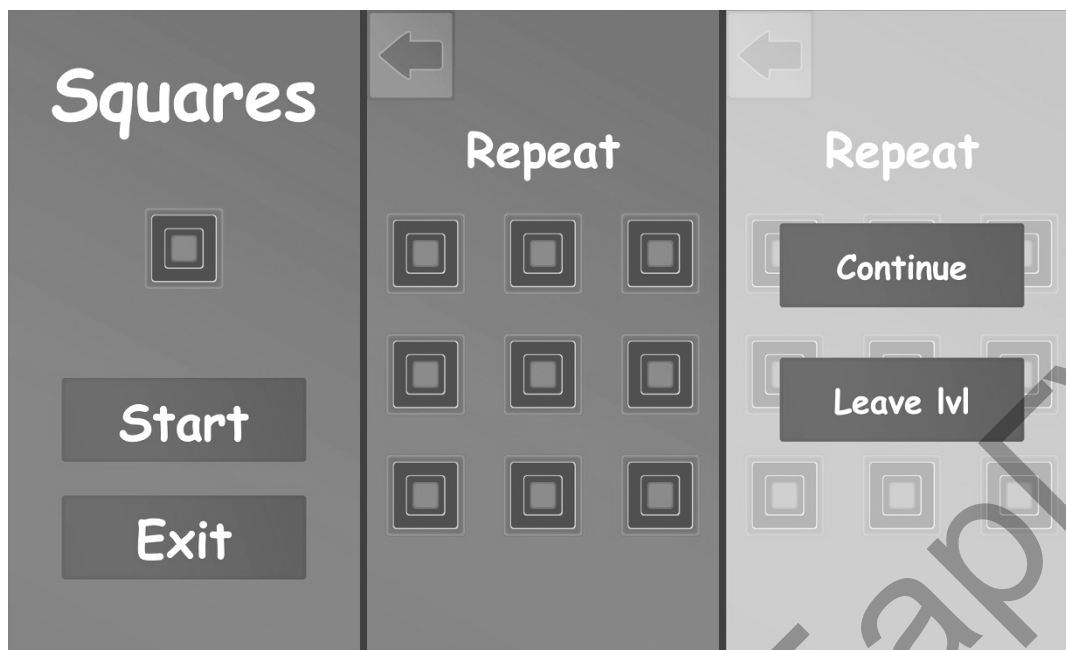 Squares
Start
Exit
Repeat
Repeat
Continue
Leave lvl